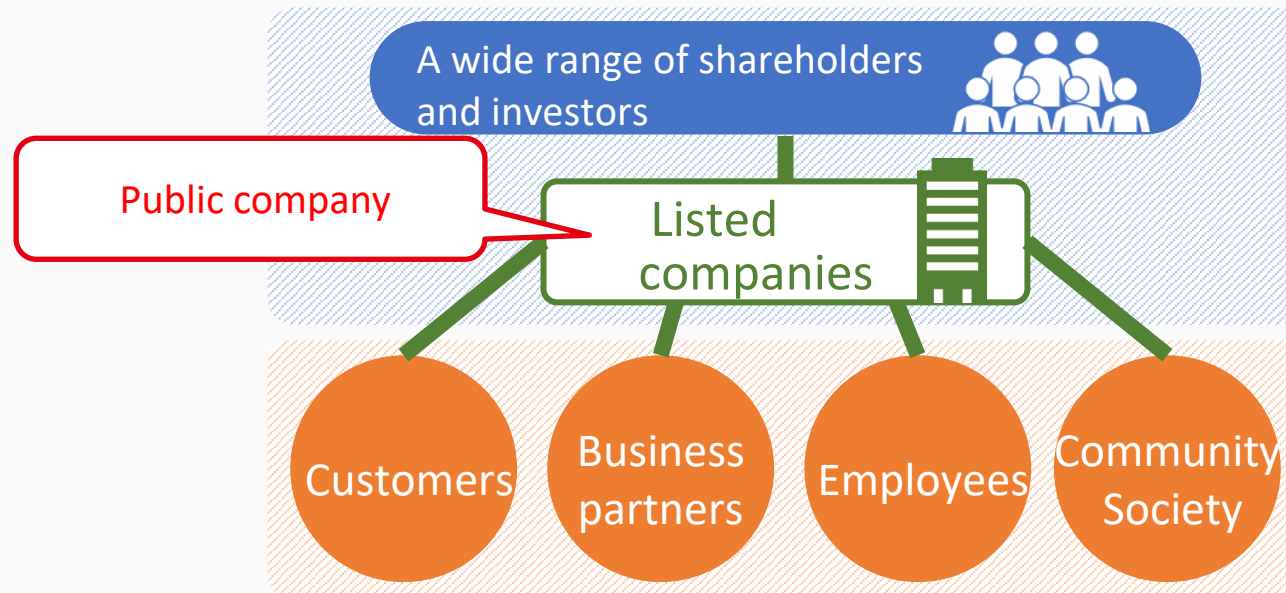 A wide range of shareholders
and investors
Public company
Listed
companies
Customers
Business
partners
Employees
Community
Society